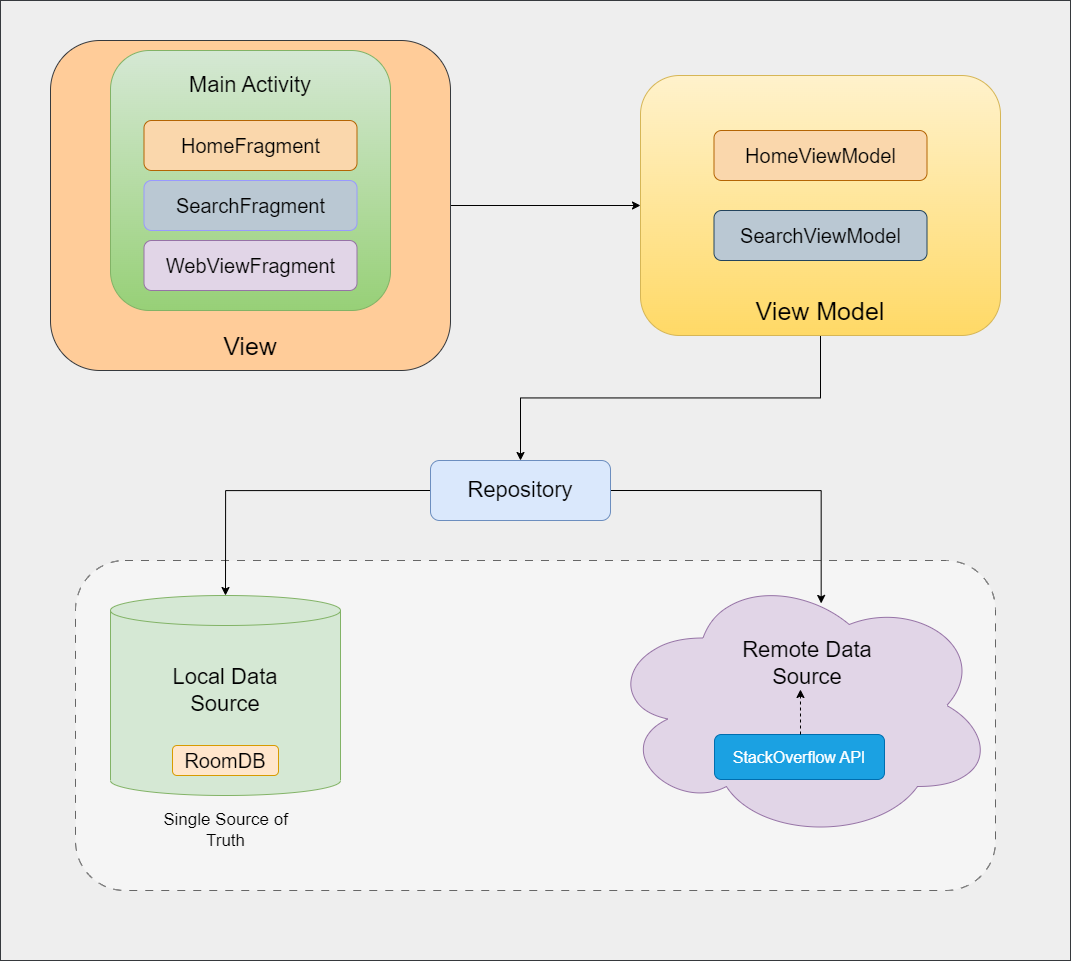 Main Activity
HomeFragment
SearchFragment
WebViewFragment
View
HomeViewModel
SearchViewModel
View Model
Repository
Local Data
Source
RoomDB
Single Source of
Truth
Remote Data
Source
StackOverflow API